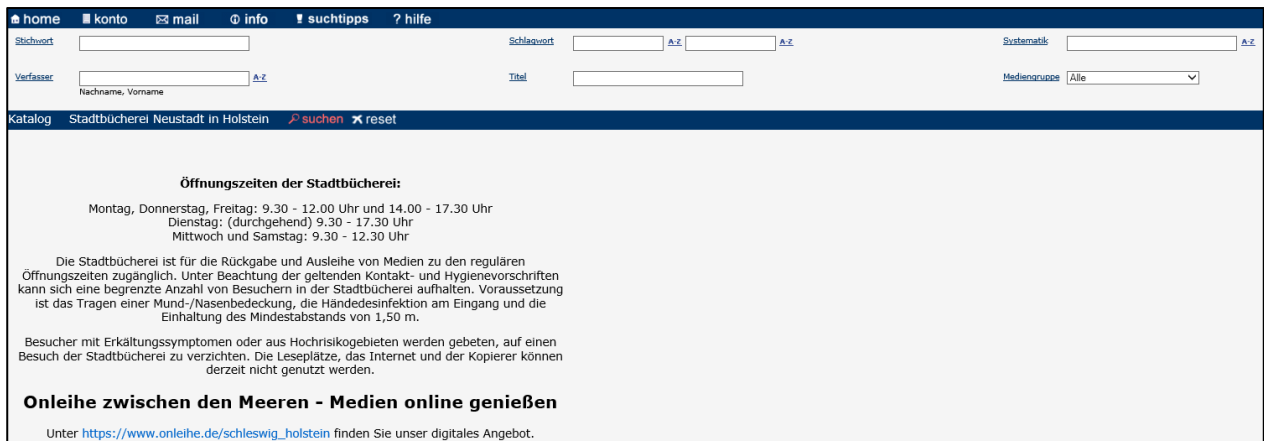 home konto mail info suchtipps ? hilfe
Stichwort Schlagwort A-Z A-Z Systematik A-Z
Verfasser A-Z Titel Mediengruppe Alle
Nachname, Vorname
Katalog Stadtbücherei Neustadt in Holstein suchen reset
Öffnungszeiten der Stadtbücherei:
Montag, Donnerstag, Freitag: 9.30 - 12.00 Uhr und 14.00 - 17.30 Uhr
Dienstag: (durchgehend) 9.30 - 17.30 Uhr
Mittwoch und Samstag: 9.30 - 12.30 Uhr
Die Stadtbücherei ist für die Rückgabe und Ausleihe von Medien zu den regulären
Öffnungszeiten zugänglich. Unter Beachtung der geltenden Kontakt- und Hygienevorschriften
kann sich eine begrenzte Anzahl von Besuchern in der Stadtbücherei aufhalten. Voraussetzung
ist das Tragen einer Mund-/Nasenbedeckung, die Händedesinfektion am Eingang und die
Einhaltung des Mindestabstands von 1,50 m.
Besucher mit Erkältungssymptomen oder aus Hochrisikogebieten werden gebeten, auf einen
Besuch der Stadtbücherei zu verzichten. Die Leseplätze, das Internet und der Kopierer können
derzeit nicht genutzt werden.
Onleihe zwischen den Meeren - Medien online genießen
Unter https://www.onleihe.de/schleswig_holstein finden Sie unser digitales Angebot.